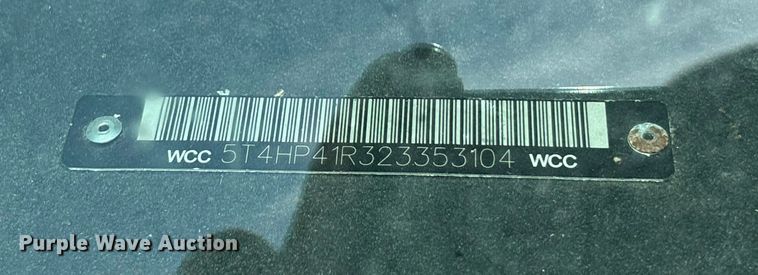 WCC 5T4HP41R323353104 WCC
Purple Wave Auction